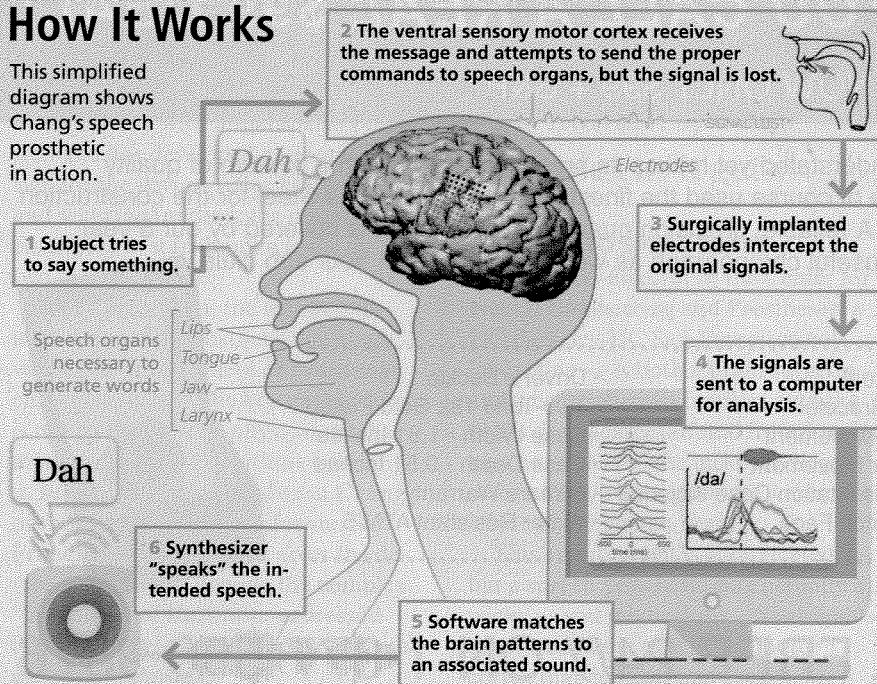 How It Works
This simplified
diagram shows
Chang's speech
prosthetic
in action.
2 The ventral sensory motor cortex receives
the message and attempts to send the proper
commands to speech organs, but the signal is lost.
Dah
...
Electrodes
1 Subject tries
to say something.
3 Surgically implanted
electrodes intercept the
original signals.
Speech organs
necessary to
generate words
Lips
Tongue
Jaw
Larynx
4 The signals are
sent to a computer
for analysis.
/da/
time (ms)
Dah
6 Synthesizer
"speaks" the in-
tended speech.
5 Software matches
the brain patterns to
an associated sound.